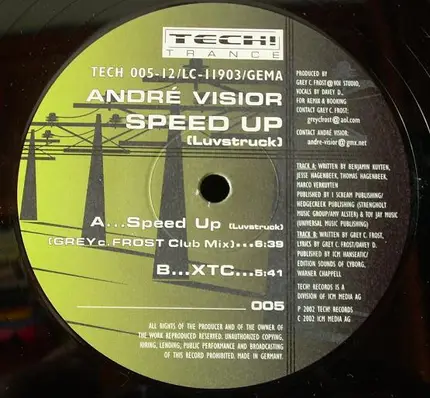 TECH!
TRANCE
TECH 005-12/LC-11903/GEMA
ANDRÉ VISIOR
SPEED UP
(Luvstruck)
A...Speed Up (Luvstruck)
(GREY c. FROST Club Mix)...6:39
B...XTC...5:41
005
ALL RIGHTS OF THE PRODUCER AND OF THE OWNER OF
THE WORK REPRODUCED RESERVED. UNAUTHORIZED COPYING,
HIRING, LENDING, PUBLIC PERFORMANCE AND BROADCASTING
OF THIS RECORD PROHIBITED. MADE IN GERMANY.
PRODUCED BY
GREY C. FROST@VOI STUDIO,
VOCALS BY DAVEY D.,
FOR REMIX & BOOKING
CONTACT GREY C. FROST:
greycfrost@aol.com
CONTACT ANDRÉ VISIOR:
andre-visior@gmx.net
TRACK A: WRITTEN BY BENJAMIN KUYTEN,
JESSE HAGENBEEK, THOMAS HAGENBEEK,
MARCO VERKUYTEN
PUBLISHED BY I SCREAM PUBLISHING/
HEDGECREEKER PUBLISHING (STRENGHOLT
MUSIC GROUP/AMY ALSTEN) & TOY JAY MUSIC
(UNIVERSAL MUSIC PUBLISHING)
TRACK B: WRITTEN BY GREY C. FROST,
LYRICS BY GREY C. FROST/DAVEY D.
PUBLISHED BY ICM HANSEATIC/
EDITION SOUNDS OF CYBORG,
WARNER CHAPPELL
TECH! RECORDS IS A
DIVISION OF ICM MEDIA AG
P 2002 TECH! RECORDS
C 2002 ICM MEDIA AG